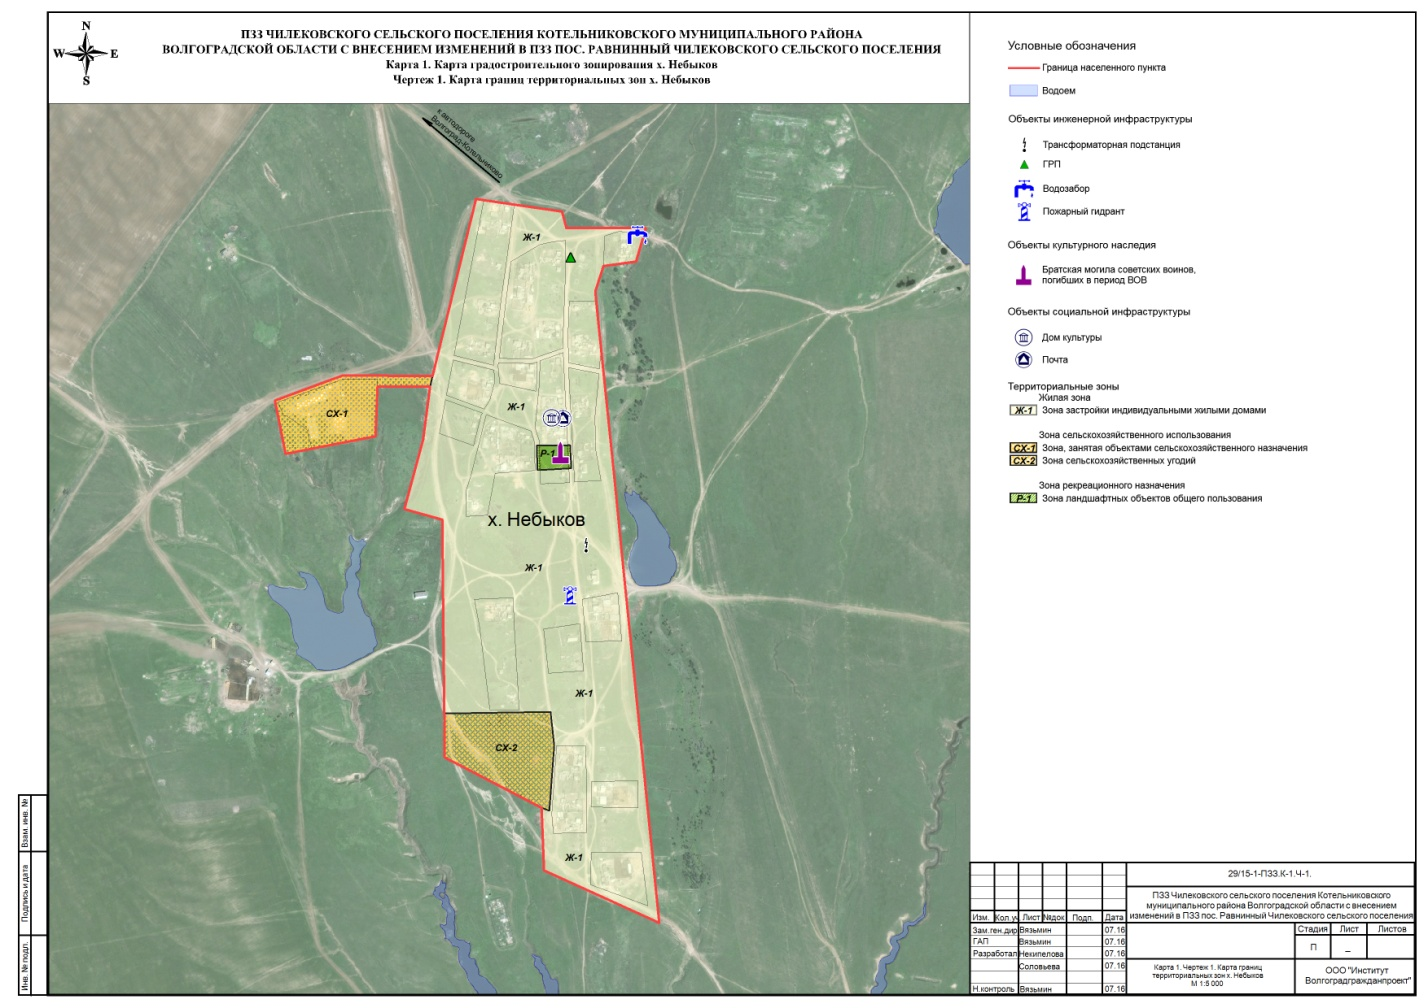 N
W
E
S
ПЗЗ ЧИЛЕКОВСКОГО СЕЛЬСКОГО ПОСЕЛЕНИЯ КОТЕЛЬНИКОВСКОГО МУНИЦИПАЛЬНОГО РАЙОНА
ВОЛГОГРАДСКОЙ ОБЛАСТИ С ВНЕСЕНИЕМ ИЗМЕНЕНИЙ В ПЗЗ ПОС. РАВНИННЫЙ ЧИЛЕКОВСКОГО СЕЛЬСКОГО ПОСЕЛЕНИЯ
Карта 1. Карта градостроительного зонирования х. Небыков
Чертеж 1. Карта границ территориальных зон х. Небыков
к автодороге
Волгоград-Котельниково
Ж-1
СХ-1
Ж-1
Р-1
х. Небыков
Ж-1
Ж-1
СХ-2
Ж-1
Условные обозначения
Граница населенного пункта
Водоем
Объекты инженерной инфраструктуры
Трансформаторная подстанция
ГРП
Водозабор
Пожарный гидрант
Объекты культурного наследия
Братская могила советских воинов,
погибших в период ВОВ
Объекты социальной инфраструктуры
Дом культуры
Почта
Территориальные зоны
Жилая зона
Ж-1 Зона застройки индивидуальными жилыми домами
Зона сельскохозяйственного использования
СХ-1 Зона, занятая объектами сельскохозяйственного назначения
СХ-2 Зона сельскохозяйственных угодий
Зона рекреационного назначения
Р-1 Зона ландшафтных объектов общего пользования
Взам. инв. №
Подпись и дата
Инв. № подл.
29/15-1-ПЗЗ.К-1.Ч-1.
ПЗЗ Чилековского сельского поселения Котельниковского
муниципального района Волгоградской области с внесением
изменений в ПЗЗ пос. Равнинный Чилековского сельского поселения
Изм. Кол.уч Лист №док Подп. Дата
Зам.ген.дир Вязьмин 07.16
ГАП Вязьмин 07.16
Разработал Некипелова 07.16
Соловьева 07.16
Н.контроль Вязьмин 07.16
Стадия Лист Листов
П _
Карта 1. Чертеж 1. Карта границ
территориальных зон х. Небыков
М 1:5 000
ООО "Институт
Волгоградгражданпроект"